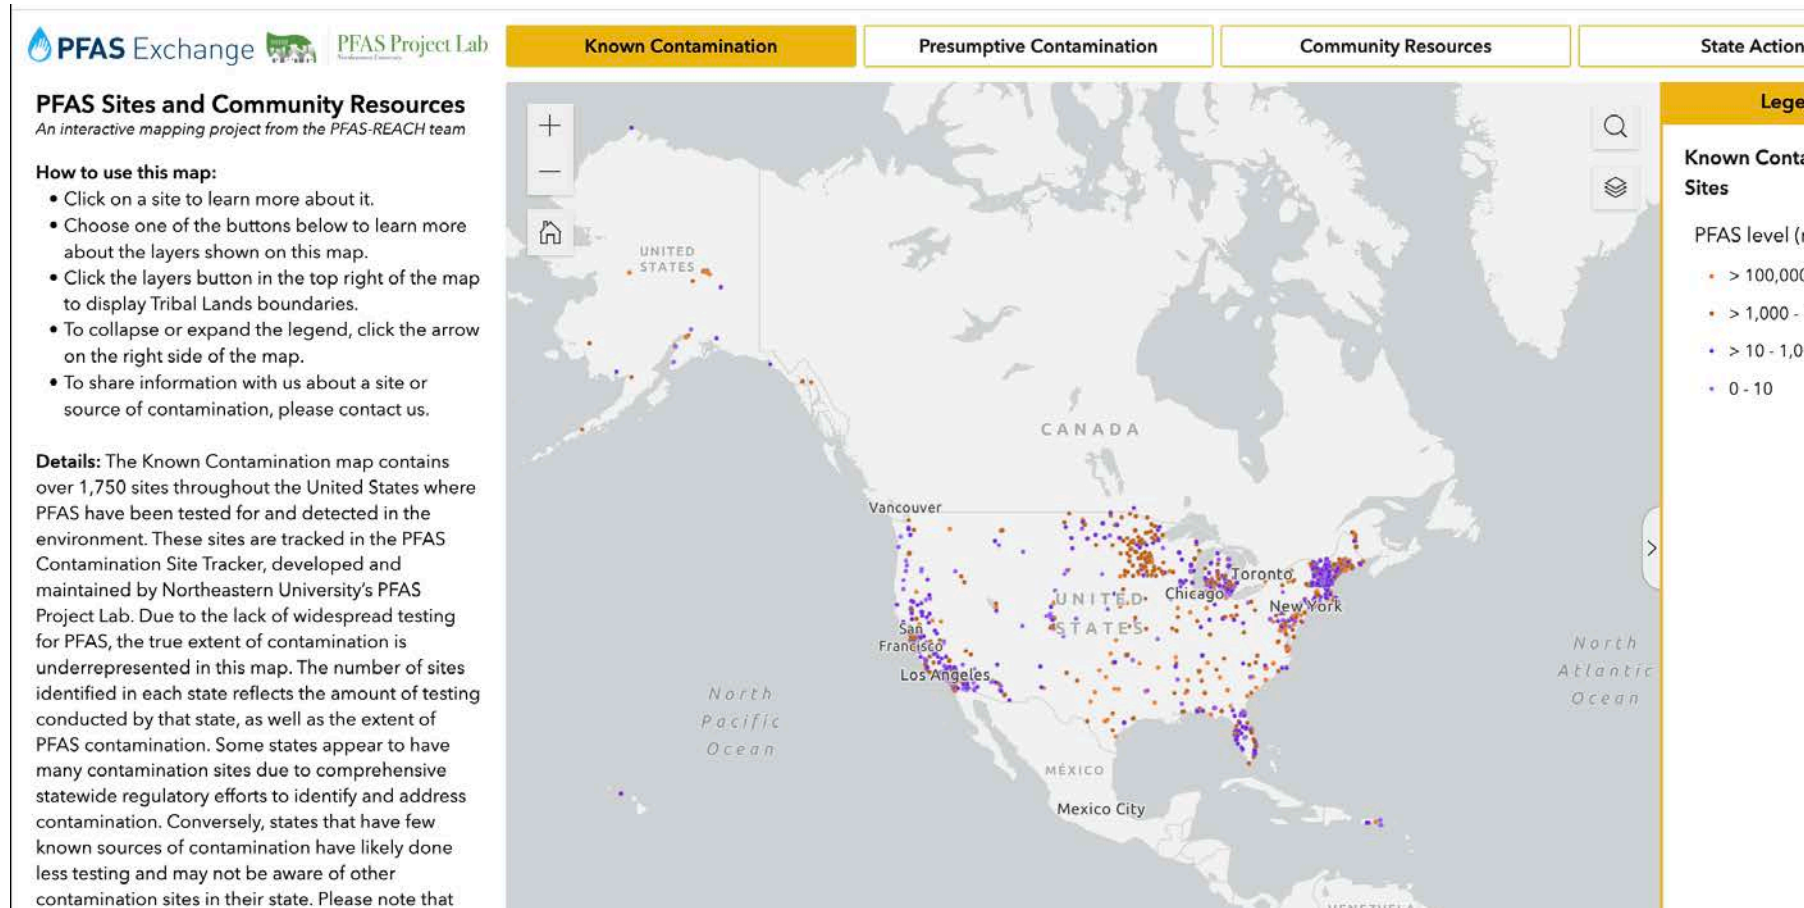 PFAS Exchange
PFAS Project Lab
Northeastern University
Known Contamination
Presumptive Contamination
Community Resources
State Action
PFAS Sites and Community Resources
An interactive mapping project from the PFAS-REACH team
How to use this map:
• Click on a site to learn more about it.
• Choose one of the buttons below to learn more
about the layers shown on this map.
• Click the layers button in the top right of the map
to display Tribal Lands boundaries.
• To collapse or expand the legend, click the arrow
on the right side of the map.
• To share information with us about a site or
source of contamination, please contact us.
Details: The Known Contamination map contains
over 1,750 sites throughout the United States where
PFAS have been tested for and detected in the
environment. These sites are tracked in the PFAS
Contamination Site Tracker, developed and
maintained by Northeastern University's PFAS
Project Lab. Due to the lack of widespread testing
for PFAS, the true extent of contamination is
underrepresented in this map. The number of sites
identified in each state reflects the amount of testing
conducted by that state, as well as the extent of
PFAS contamination. Some states appear to have
many contamination sites due to comprehensive
statewide regulatory efforts to identify and address
contamination. Conversely, states that have few
known sources of contamination have likely done
less testing and may not be aware of other
contamination sites in their state. Please note that
UNITED
STATES
CANADA
Vancouver
Toronto
Chicago
New York
UNITED
STATES
San
Francisco
Los Angeles
North
Pacific
Ocean
North
Atlantic
Ocean
MÉXICO
Mexico City
VENEZUELA
Lege
Known Conta
Sites
PFAS level (
> 100,000
> 1,000 -
> 10 - 1,0
0 - 10